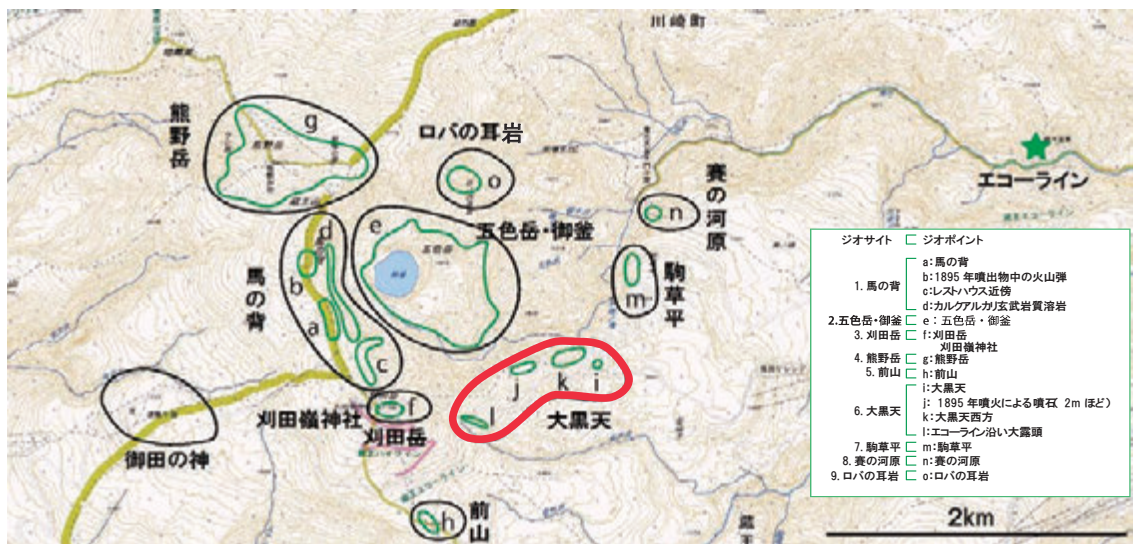 川崎町
熊野岳
g
ロバの耳岩
o
エコーライン
賽の河原
n
d
e
五色岳・御釜
b
馬の背
a
c
駒草平
m
j
k
i
l
大黒天
f
刈田嶺神社
刈田岳
御田の神
h
前山
ジオサイト ジオポイント
1.馬の背
a:馬の背
b:1895年噴出物中の火山弾
c:レストハウス近傍
d:カルクアルカリ玄武岩質溶岩
2.五色岳・御釜 e:五色岳・御釜
3.刈田岳 f:刈田岳
刈田嶺神社
4.熊野岳 g:熊野岳
5.前山 h:前山
6.大黒天
i:大黒天
j:1895年噴火による噴石(2mほど)
k:大黒天西方
l:エコーライン沿い大露頭
7.駒草平 m:駒草平
8.賽の河原 n:賽の河原
9.ロバの耳岩 o:ロバの耳岩
2km